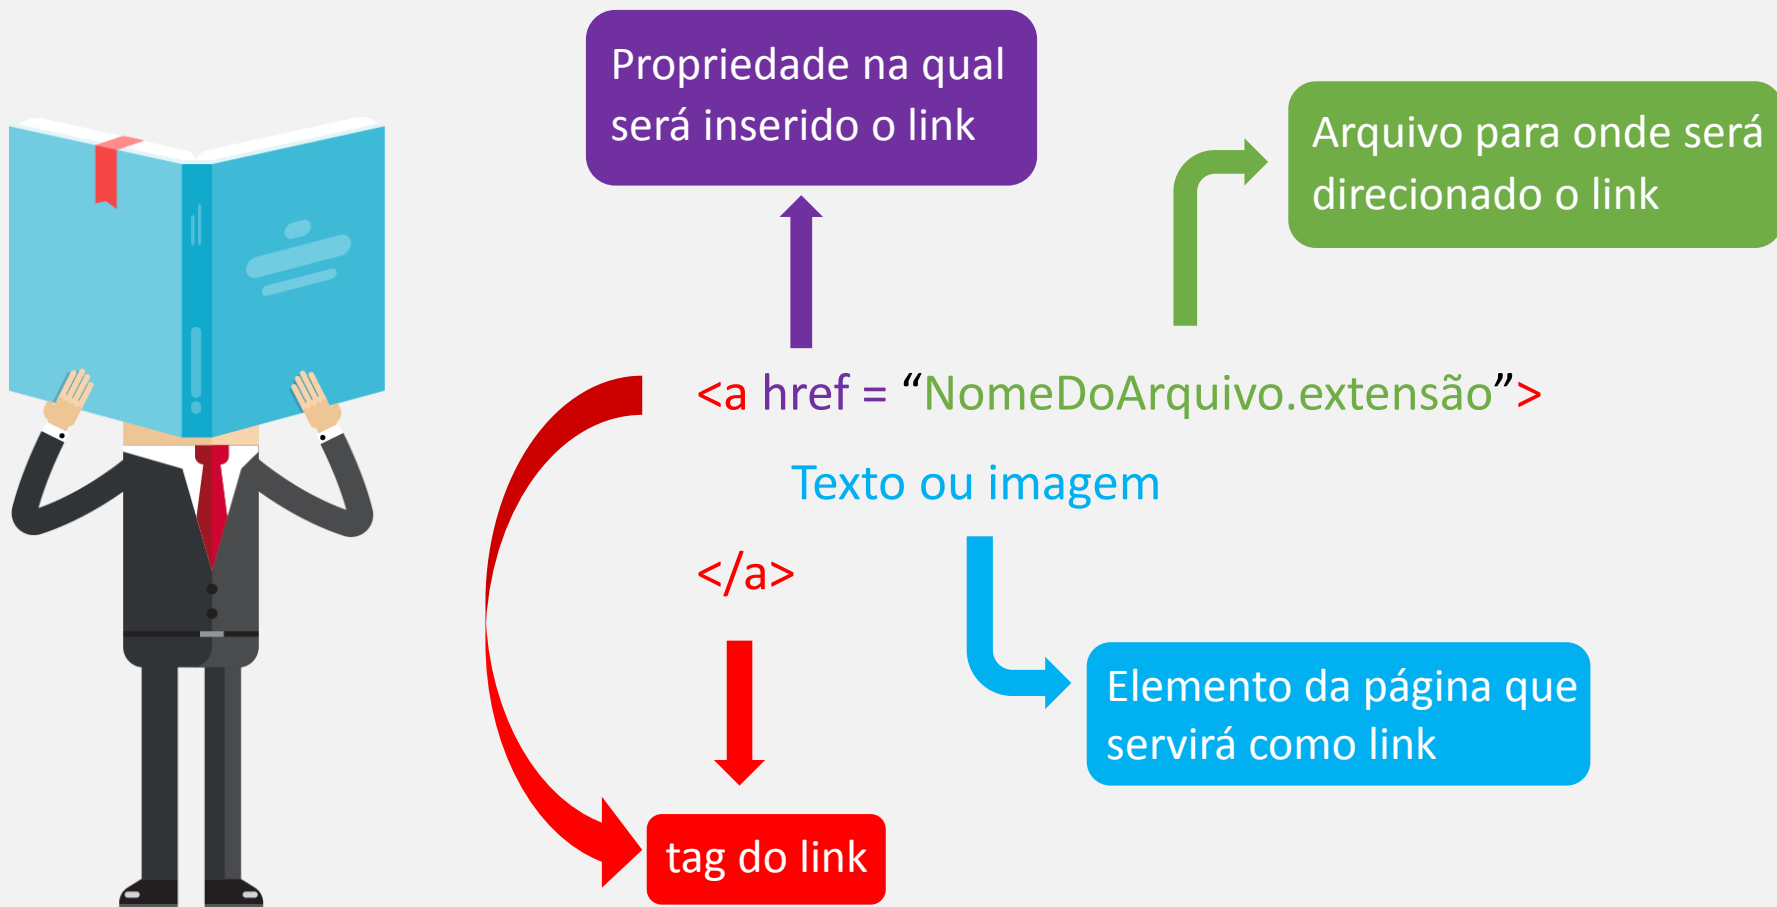 Propriedade na qual
será inserido o link
Arquivo para onde será
direcionado o link
<a href = “NomeDoArquivo.extensão”>
Texto ou imagem
</a>
Elemento da página que
servirá como link
tag do link